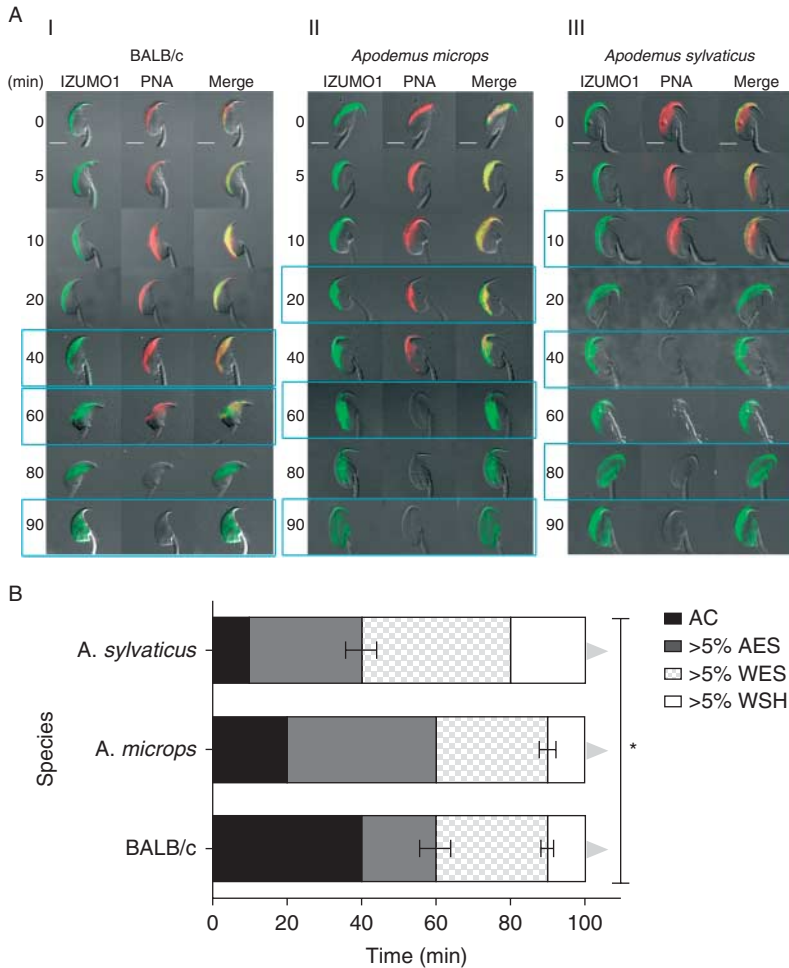 A
I
II
III
BALB/c
Apodemus microps
Apodemus sylvaticus
(min) IZUMO1 PNA Merge
IZUMO1 PNA Merge
IZUMO1 PNA Merge
0
5
10
20
40
60
80
90
0
5
10
20
40
60
80
90
0
5
10
20
40
60
80
90
B
Species
A. sylvaticus
A. microps
BALB/c
0 20 40 60 80 100
Time (min)
AC
>5% AES
>5% WES
>5% WSH
*